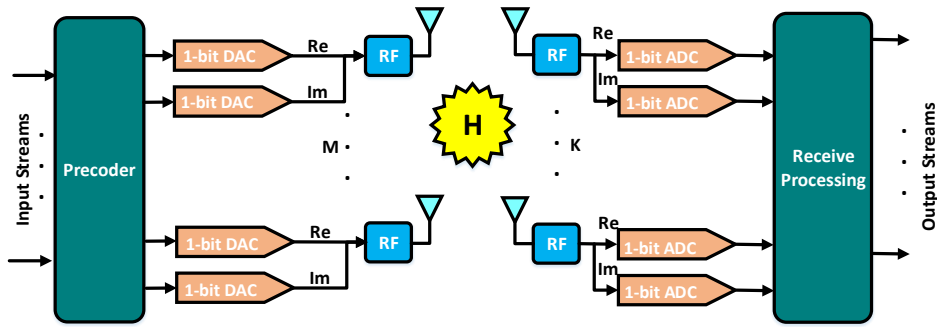 Input Streams
Precoder
1-bit DAC
1-bit DAC
Re
Im
RF
M
1-bit DAC
1-bit DAC
Re
Im
RF
H
RF
Re
Im
1-bit ADC
1-bit ADC
K
RF
Re
Im
1-bit ADC
1-bit ADC
Receive
Processing
Output Streams